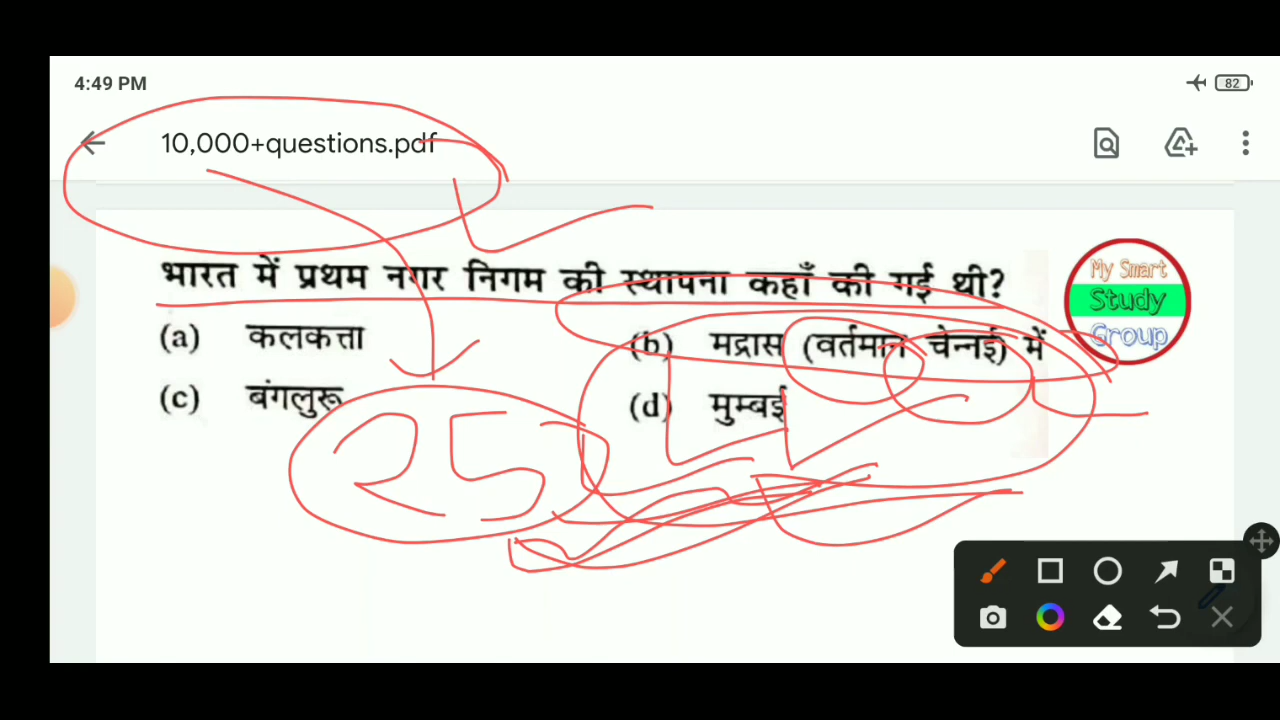 4:49 PM
82
10,000+questions.pdf
भारत में प्रथम नगर निगम की स्थापना कहाँ की गई थी?
(a) कलकत्ता
(b) मद्रास (वर्तमान चेन्नई) में
(c) बंगलुरू
(d) मुम्बई
My Smart
Study
Group
25